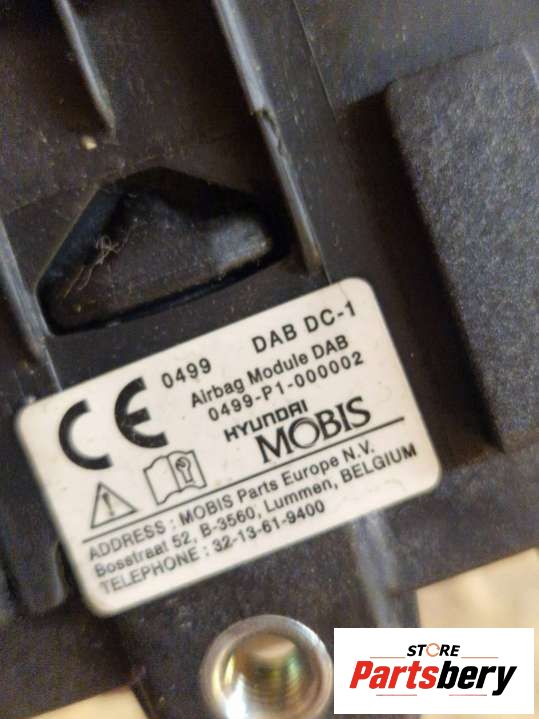 CE 0499 DAB DC-1
Airbag Module DAB
0499-P1-000002
HYUNDAI
MOBIS
ADDRESS : MOBIS Parts Europe N.V.
Bosstraat 52, B-3560, Lummen, BELGIUM
TELEPHONE : 32-13-61-9400
STORE
Partsbery